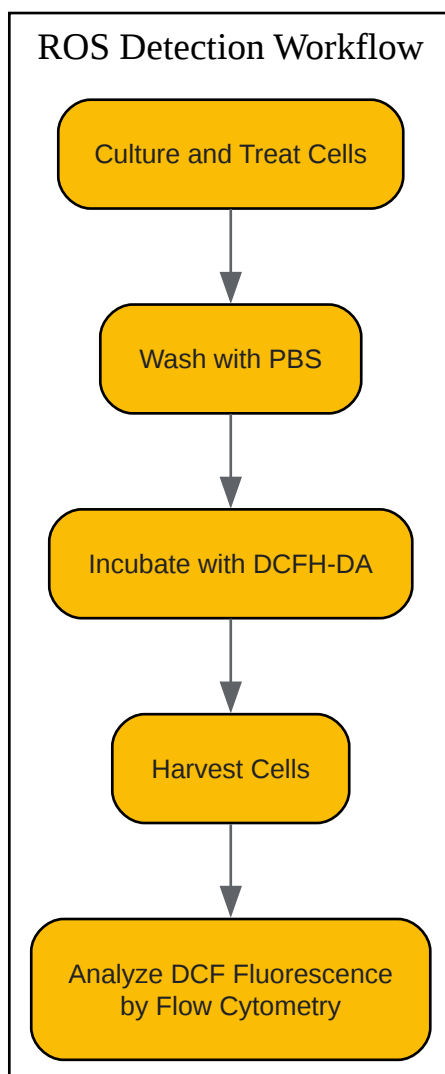 ROS Detection Workflow
Culture and Treat Cells
Wash with PBS
Incubate with DCFH-DA
Harvest Cells
Analyze DCF Fluorescence
by Flow Cytometry